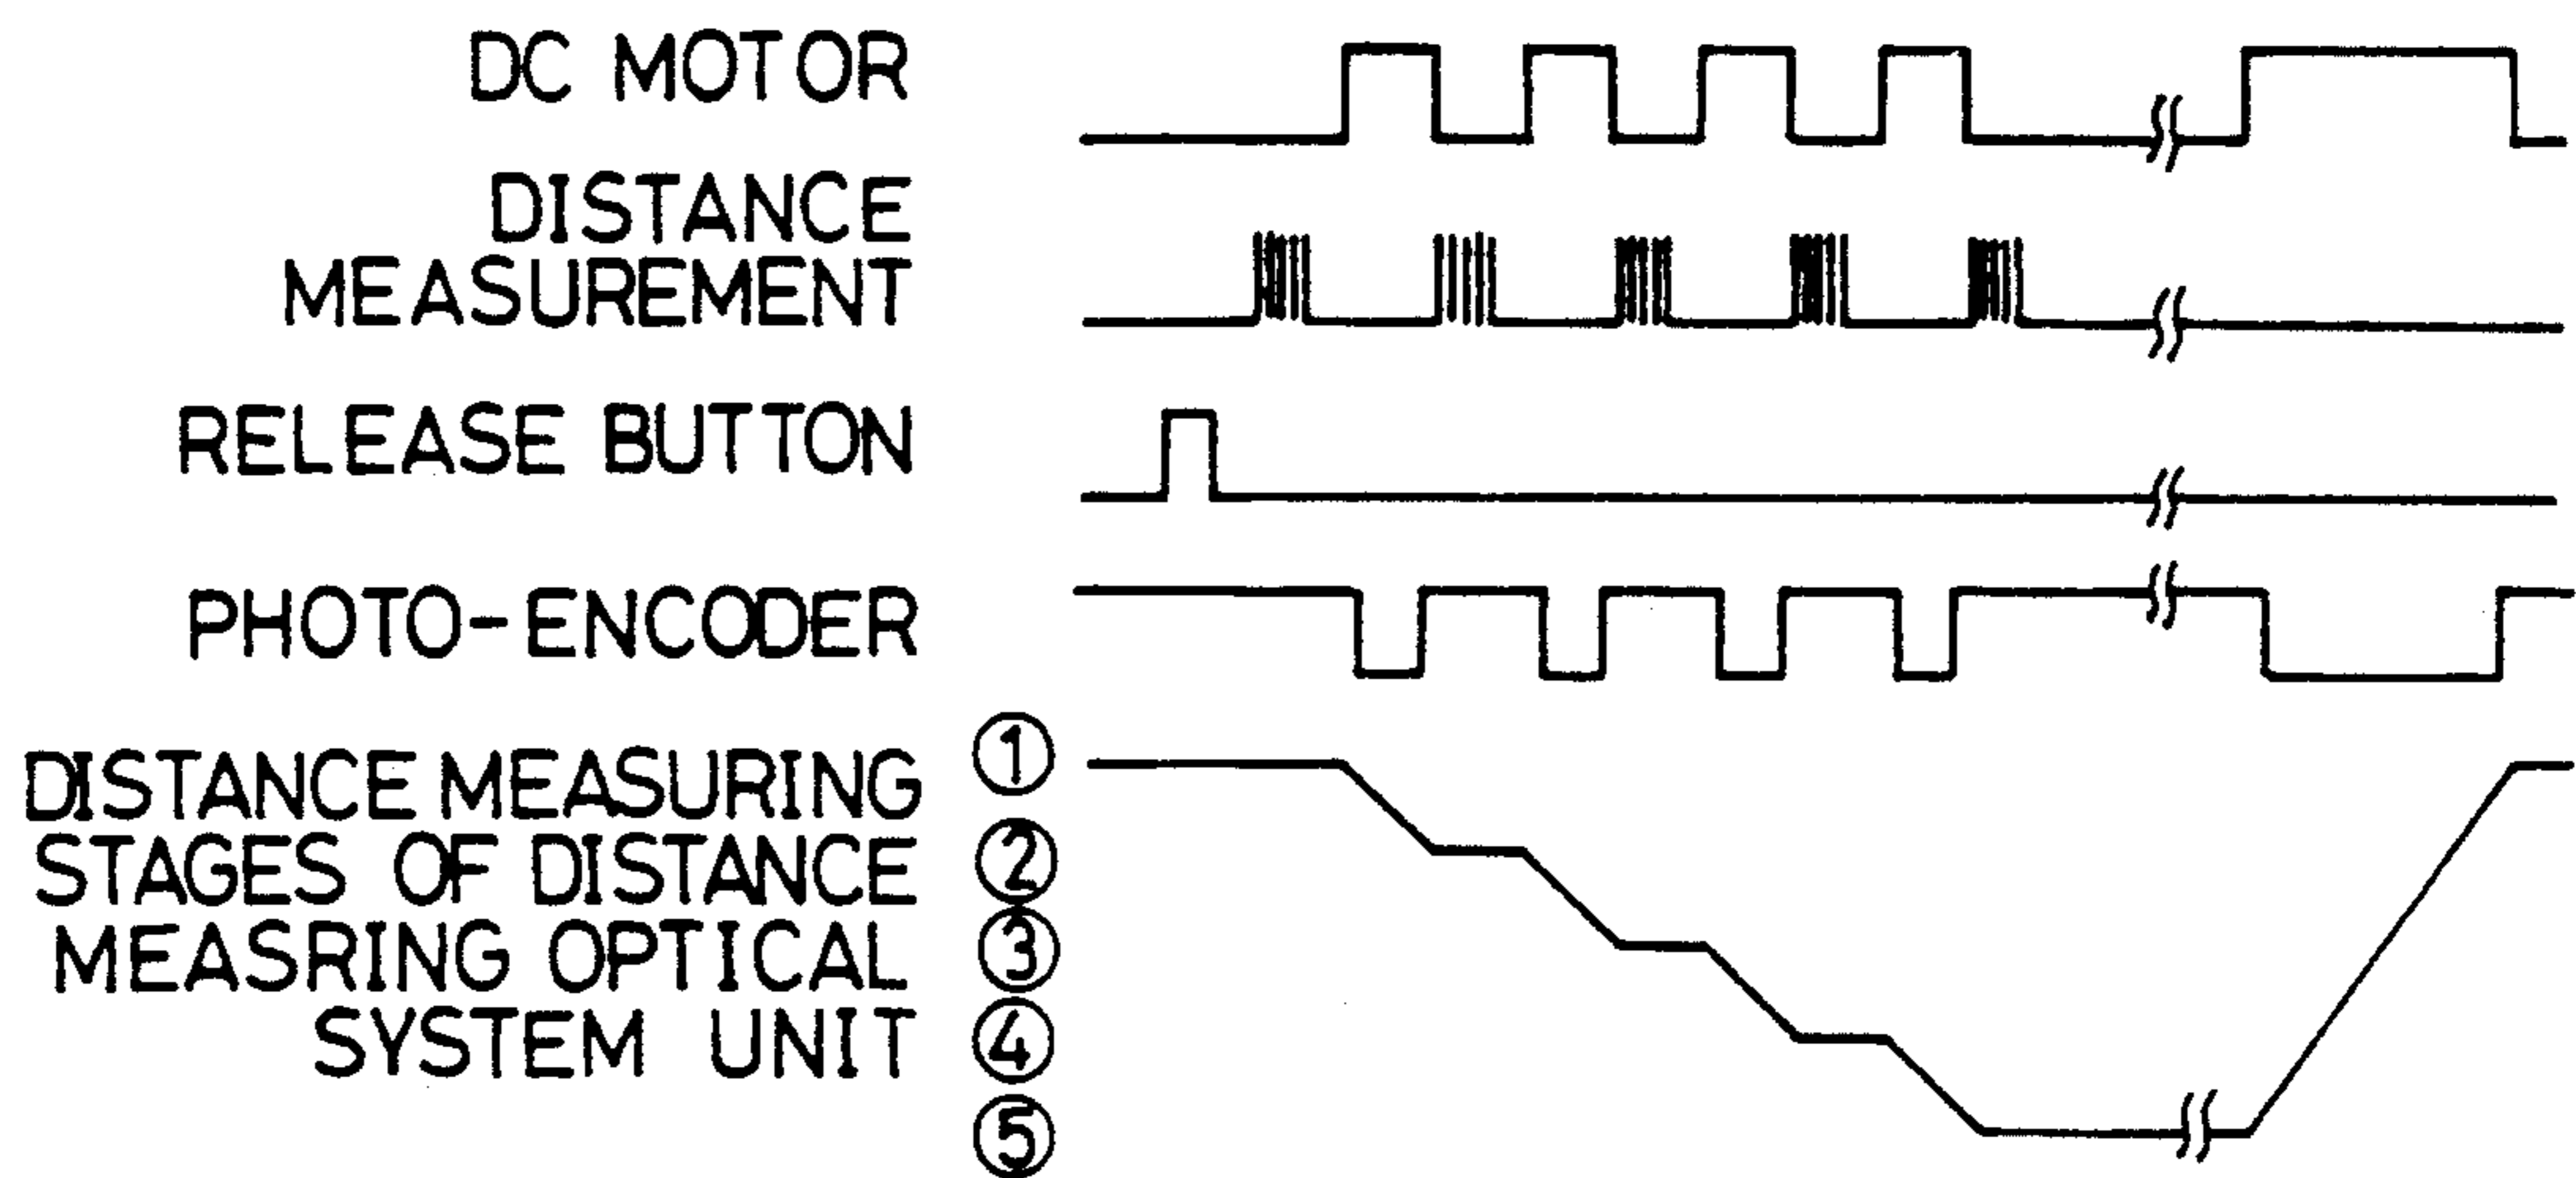 DC MOTOR
DISTANCE
MEASUREMENT
RELEASE BUTTON
PHOTO-ENCODER
DISTANCE MEASURING
STAGES OF DISTANCE
MEASRING OPTICAL
SYSTEM UNIT
①
②
③
④
⑤